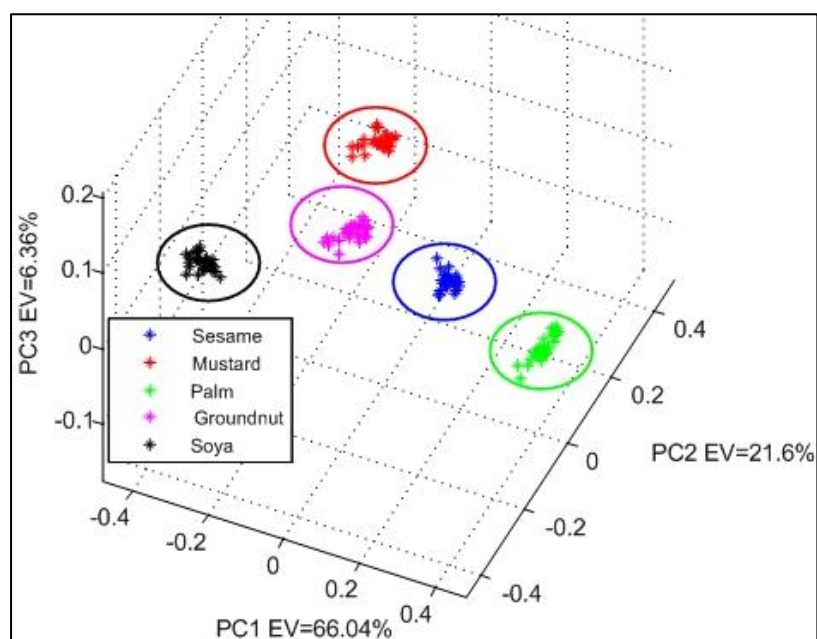 0.2
0.1
0
-0.1
PC3 EV=6.36%
Sesame
Mustard
Palm
Groundnut
Soya
0.4
0.2
0
-0.2
-0.4
PC2 EV=21.6%
-0.4
-0.2
0
0.2
0.4
PC1 EV=66.04%